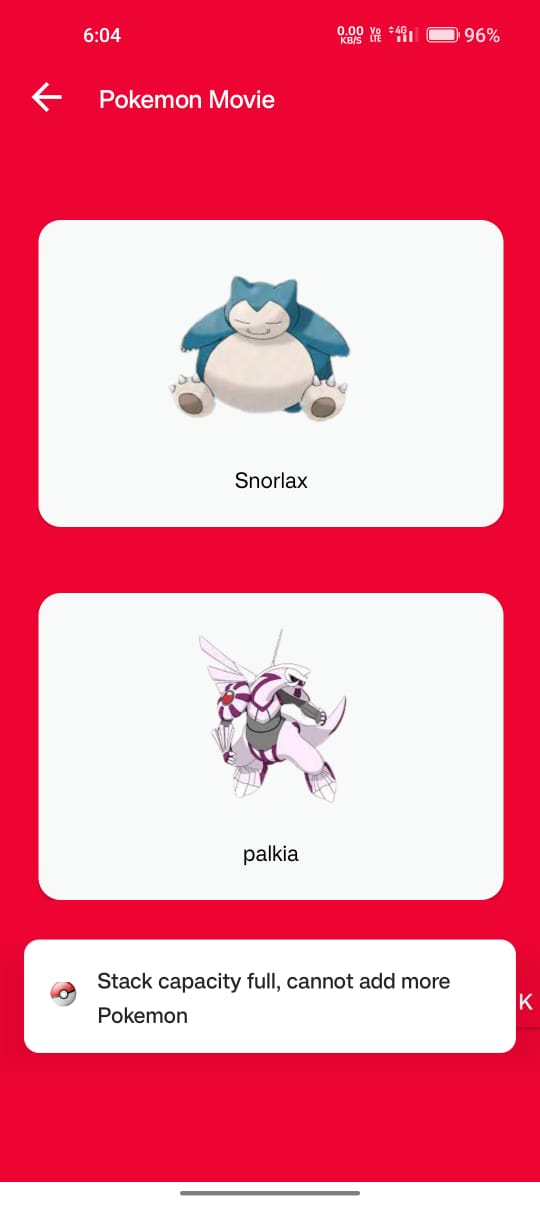 6:04
0.00 KB/S Vo LTE 4G 96%
Pokemon Movie
Snorlax
palkia
Stack capacity full, cannot add more
Pokemon
K